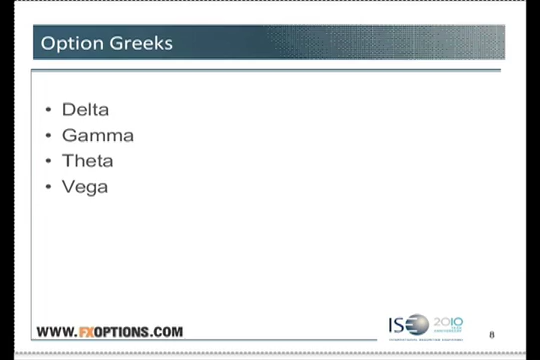 Option Greeks
• Delta
• Gamma
• Theta
• Vega
WWW.FXOPTIONS.COM
ISE 2010
8